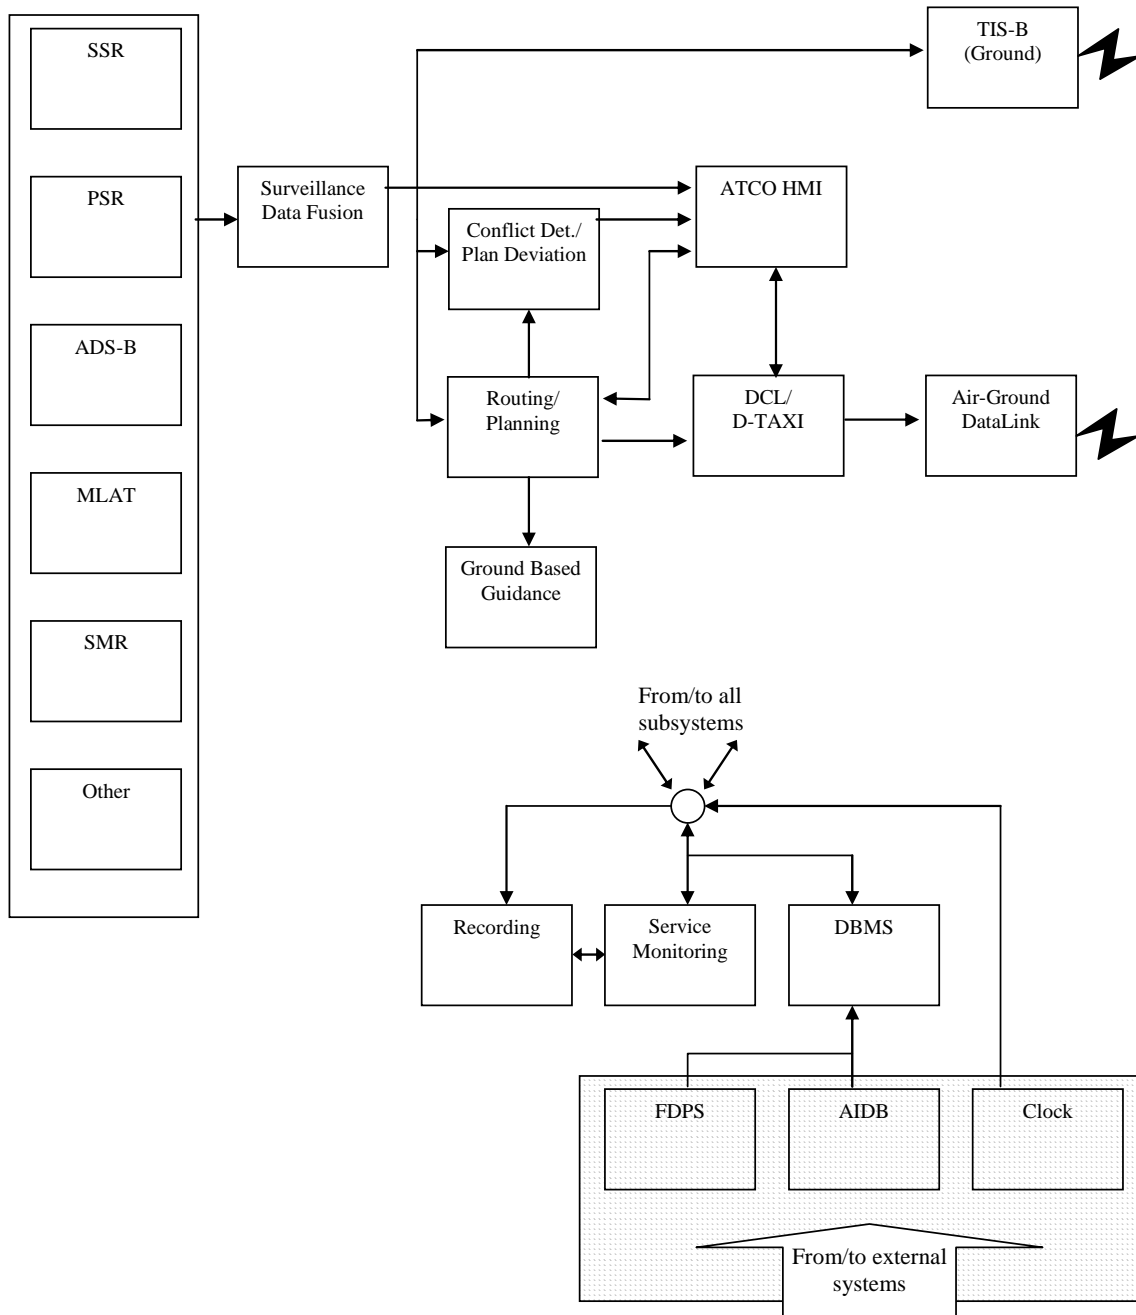 SSR
PSR
ADS-B
MLAT
SMR
Other
Surveillance
Data Fusion
TIS-B
(Ground)
ATCO HMI
Conflict Det./
Plan Deviation
Routing/
Planning
DCL/
D-TAXI
Air-Ground
DataLink
Ground Based
Guidance
From/to all
subsystems
Recording
Service
Monitoring
DBMS
FDPS
AIDB
Clock
From/to external
systems